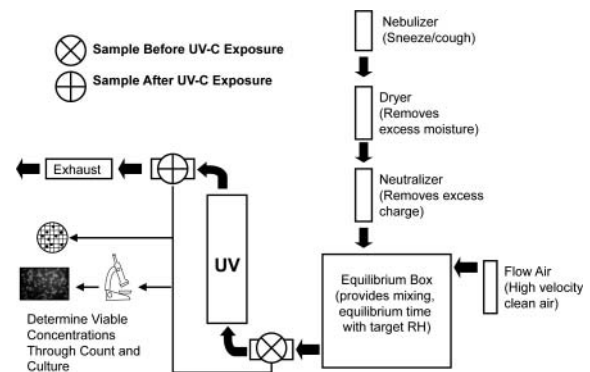 Sample Before UV-C Exposure
Sample After UV-C Exposure
Nebulizer
(Sneeze/cough)
Dryer
(Removes
excess moisture)
Neutralizer
(Removes excess
charge)
Exhaust
UV
Equilibrium Box
(provides mixing,
equilibrium time
with target RH)
Flow Air
(High velocity
clean air)
Determine Viable
Concentrations
Through Count and
Culture